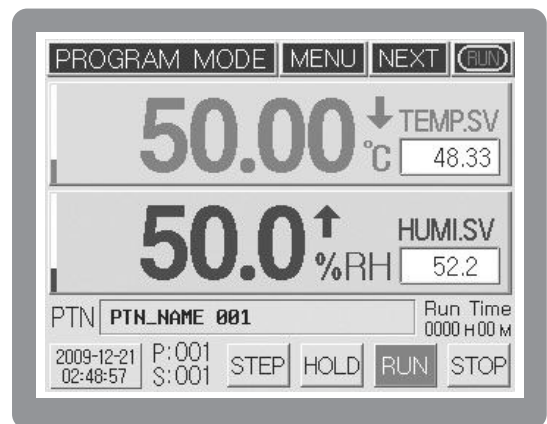 PROGRAM MODE MENU NEXT RUN
50.00 °C TEMP.SV
48.33
50.0 %RH HUMI.SV
52.2
PTN PTN_NAME 001 Run Time
0000 H 00 M
2009-12-21 P:001 STEP HOLD RUN STOP
02:48:57 S:001